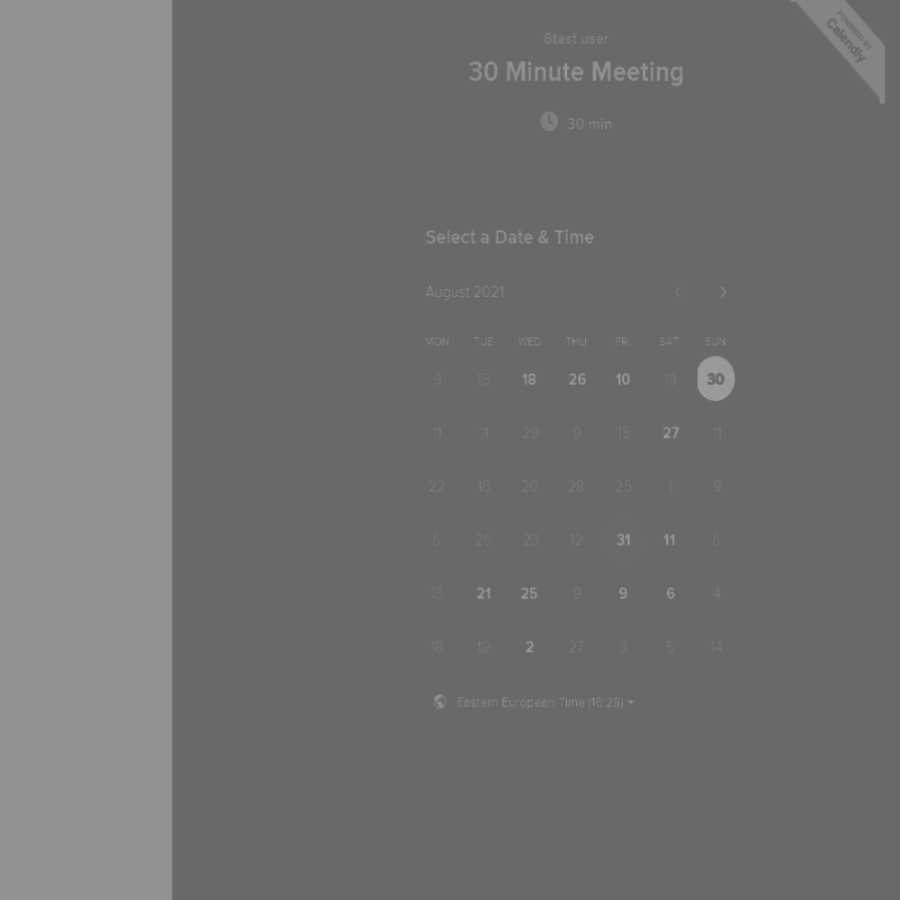 POWERED BY
Calendly
6test user
30 Minute Meeting
30 min
Select a Date & Time
August 2021
MON TUE WED THU FRI SAT SUN
9 15 18 26 10 18 30
11 11 29 9 15 27 11
22 16 20 28 25 1 9
6 26 23 12 31 11 6
15 21 25 9 9 6 4
18 19 2 27 3 5 14
Eastern European Time (16:28)